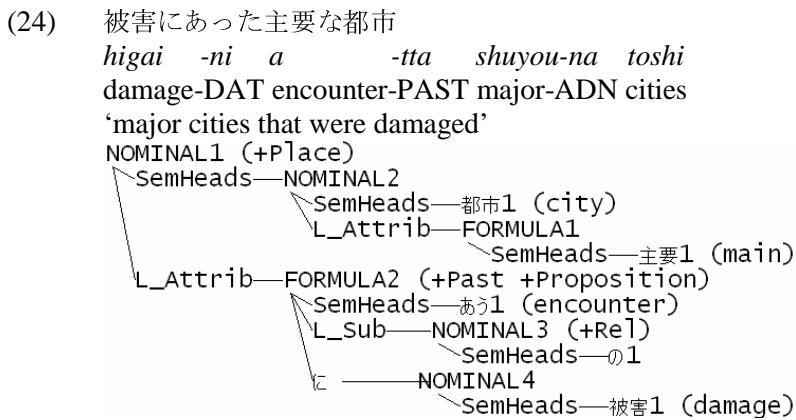 (24) 被害にあった主要な都市
higai -ni a -tta shuyou-na toshi
damage-DAT encounter-PAST major-ADN cities
‘major cities that were damaged’
NOMINAL1 (+Place)
SemHeads—NOMINAL2
SemHeads—都市1 (city)
L_Attrib—FORMULA1
SemHeads—主要1 (main)
L_Attrib—FORMULA2 (+Past +Proposition)
SemHeads—あう1 (encounter)
L_Sub—NOMINAL3 (+Rel)
SemHeads—の1
に —NOMINAL4
SemHeads—被害1 (damage)